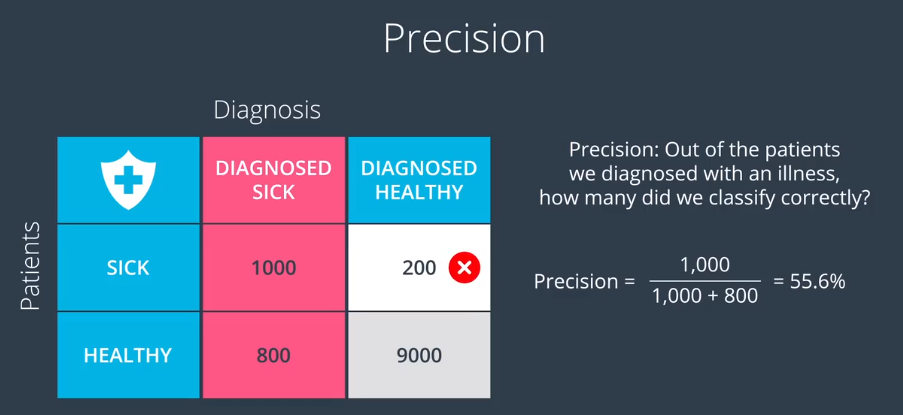 Precision
Diagnosis
Patients
DIAGNOSED
SICK
DIAGNOSED
HEALTHY
SICK
1000
200
HEALTHY
800
9000
Precision: Out of the patients
we diagnosed with an illness,
how many did we classify correctly?
Precision = 1,000
1,000 + 800 = 55.6%